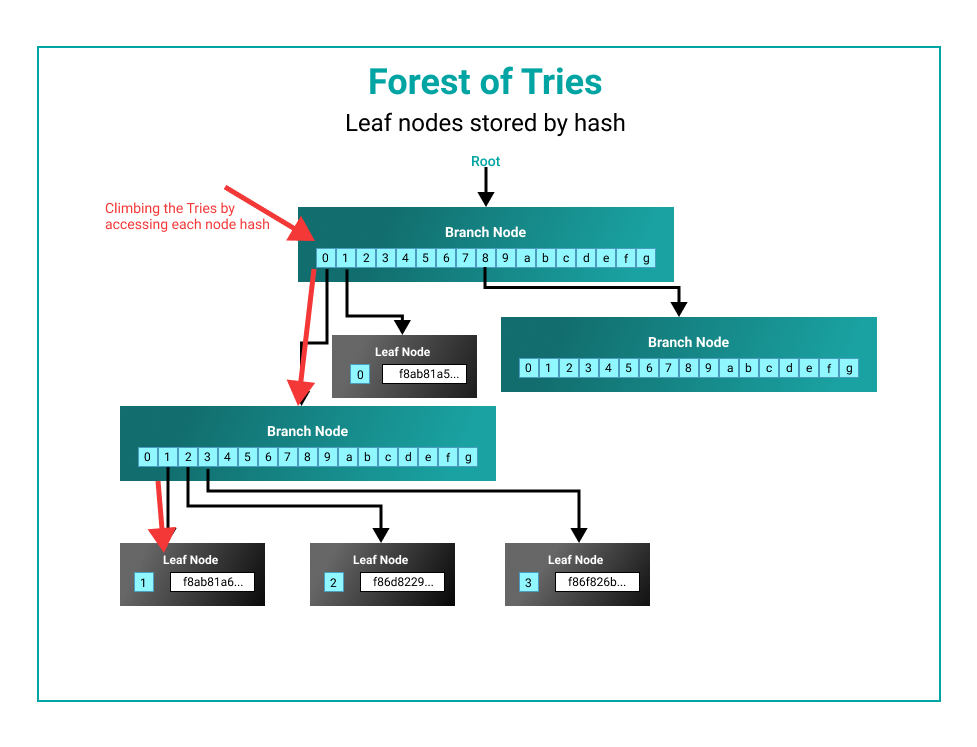 Forest of Tries
Leaf nodes stored by hash
Root
Climbing the Tries by
accessing each node hash
Branch Node
0 1 2 3 4 5 6 7 8 9 a b c d e f g
Leaf Node
0 f8ab81a5...
Branch Node
0 1 2 3 4 5 6 7 8 9 a b c d e f g
Branch Node
0 1 2 3 4 5 6 7 8 9 a b c d e f g
Leaf Node
1 f8ab81a6...
Leaf Node
2 f86d8229...
Leaf Node
3 f86f826b...